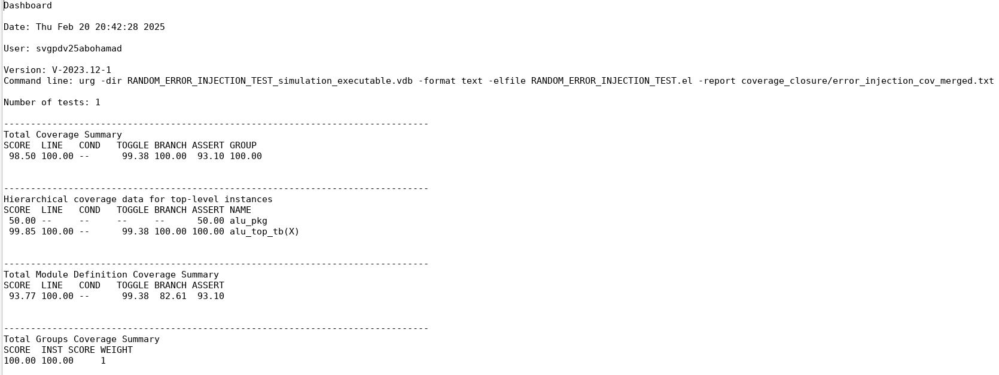 Dashboard
Date: Thu Feb 20 20:42:28 2025
User: svgpdv25abohamad
Version: V-2023.12-1
Command line: urg -dir RANDOM_ERROR_INJECTION_TEST_simulation_executable.vdb -format text -elfile RANDOM_ERROR_INJECTION_TEST.el -report coverage_closure/error_injection_cov_merged.txt
Number of tests: 1
-------------------------------------------------------------------------------
Total Coverage Summary
SCORE  LINE   COND   TOGGLE BRANCH ASSERT GROUP
 98.50 100.00 --      99.38 100.00  93.10 100.00
-------------------------------------------------------------------------------
Hierarchical coverage data for top-level instances
SCORE  LINE   COND   TOGGLE BRANCH ASSERT NAME
 50.00 --     --     --     --      50.00 alu_pkg
 99.85 100.00 --      99.38 100.00 100.00 alu_top_tb(X)
-------------------------------------------------------------------------------
Total Module Definition Coverage Summary
SCORE  LINE   COND   TOGGLE BRANCH ASSERT
 93.77 100.00 --      99.38  82.61  93.10
-------------------------------------------------------------------------------
Total Groups Coverage Summary
SCORE  INST SCORE WEIGHT
100.00 100.00     1